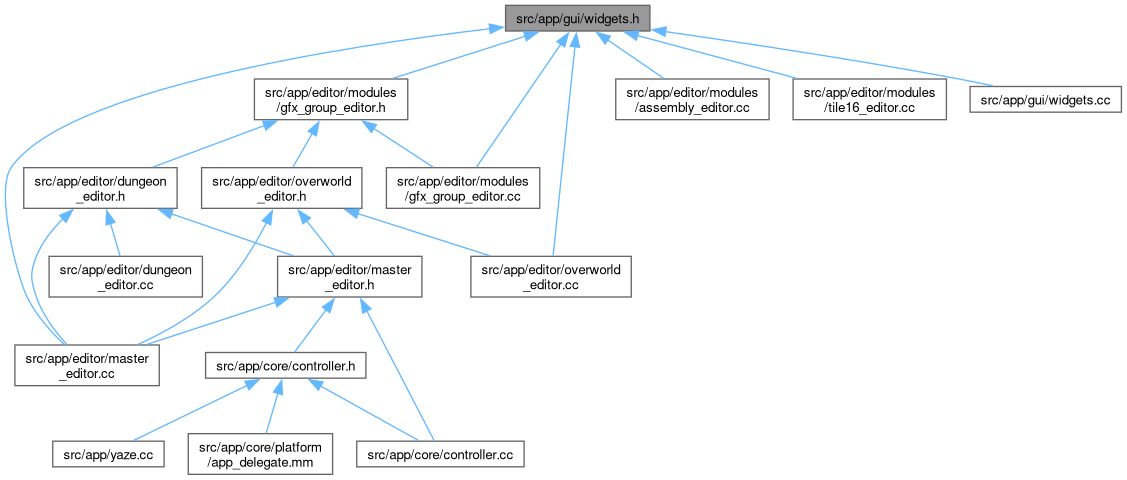 src/app/gui/widgets.h
src/app/editor/modules
/gfx_group_editor.h
src/app/editor/modules
/assembly_editor.cc
src/app/editor/modules
/tile16_editor.cc
src/app/gui/widgets.cc
src/app/editor/dungeon
_editor.h
src/app/editor/overworld
_editor.h
src/app/editor/modules
/gfx_group_editor.cc
src/app/editor/dungeon
_editor.cc
src/app/editor/master
_editor.h
src/app/editor/overworld
_editor.cc
src/app/editor/master
_editor.cc
src/app/core/controller.h
src/app/yaze.cc
src/app/core/platform
/app_delegate.mm
src/app/core/controller.cc